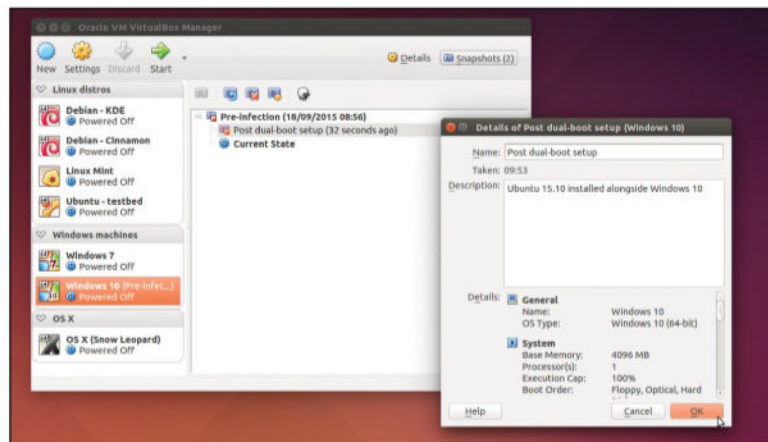 Oracle VM VirtualBox Manager
New Settings Discard Start
Details Snapshots (2)
Linux distros
Debian - KDE
Powered Off
Debian - Cinnamon
Powered Off
Linux Mint
Powered Off
Ubuntu - testbed
Powered Off
Windows machines
Windows 7
Powered Off
Windows 10 (Pre-infec...)
Powered Off
OS X
OS X (Snow Leopard)
Powered Off
Pre-infection (18/09/2015 08:56)
Post dual-boot setup (32 seconds ago)
Current State
Details of Post dual-boot setup (Windows 10)
Name: Post dual-boot setup
Taken: 09:53
Description: Ubuntu 15.10 installed alongside Windows 10
Details: General
Name: Windows 10
OS Type: Windows 10 (64-bit)
System
Base Memory: 4096 MB
Processor(s): 1
Execution Cap: 100%
Boot Order: Floppy, Optical, Hard
Help Cancel OK